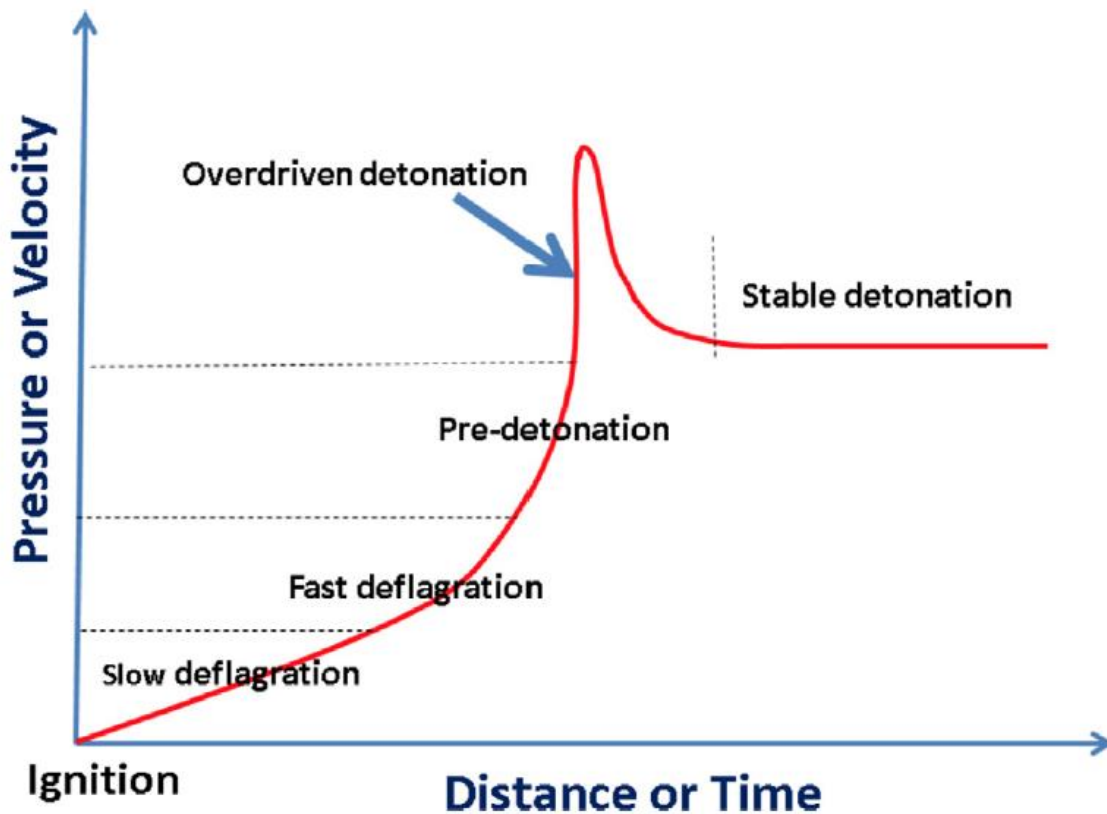 Pressure or Velocity
Overdriven detonation
Stable detonation
Pre-detonation
Fast deflagration
Slow deflagration
Ignition
Distance or Time